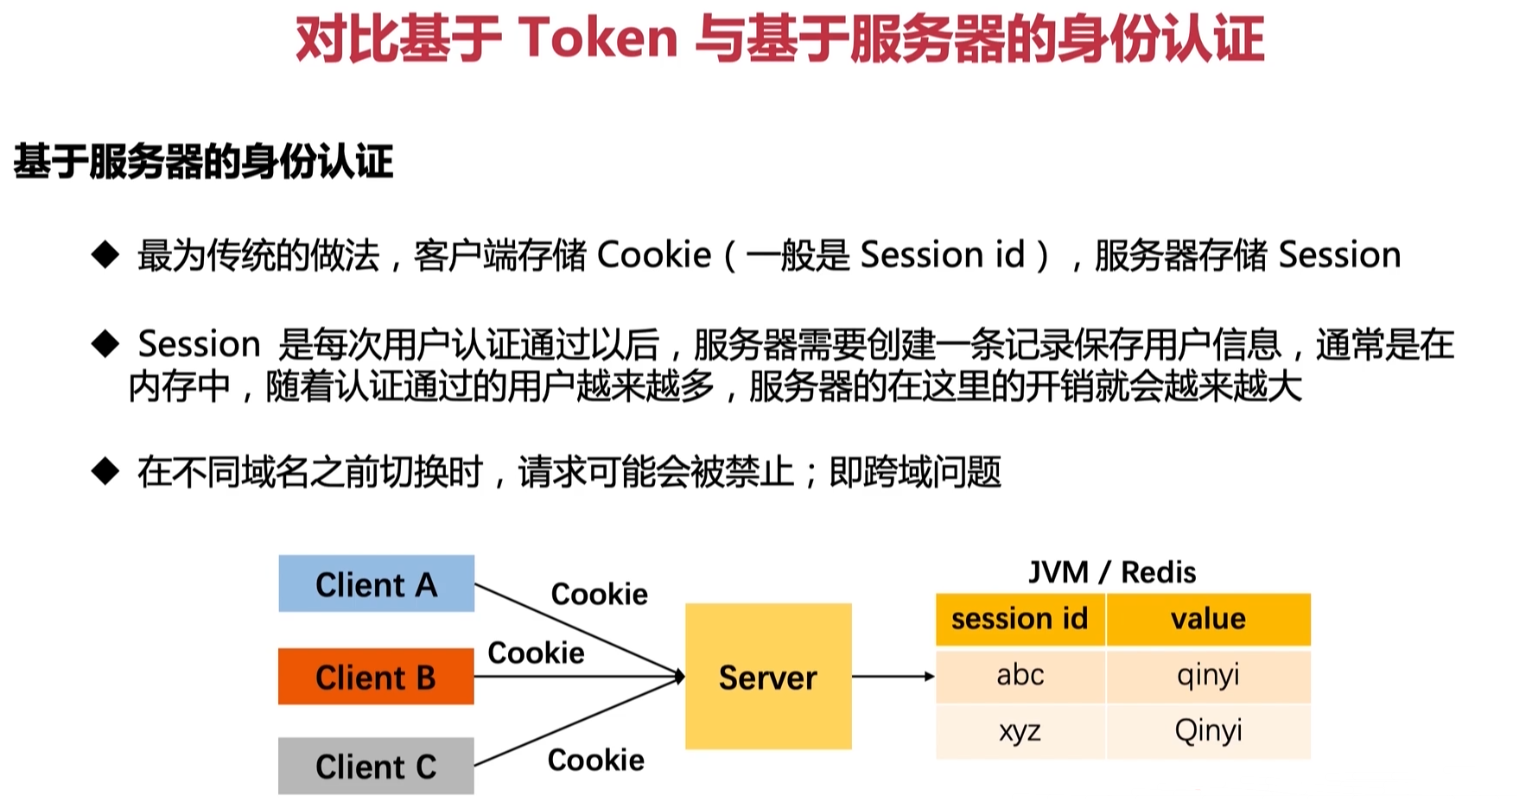 对比基于 Token 与基于服务器的身份认证
基于服务器的身份认证
◆ 最为传统的做法，客户端存储 Cookie（一般是 Session id），服务器存储 Session
◆ Session 是每次用户认证通过以后，服务器需要创建一条记录保存用户信息，通常是在
内存中，随着认证通过的用户越来越多，服务器的在这里的开销就会越来越大
◆ 在不同域名之前切换时，请求可能会被禁止；即跨域问题
JVM / Redis
Client A
Cookie
session id value
Cookie
Client B
Server
abc qinyi
xyz Qinyi
Cookie
Client C